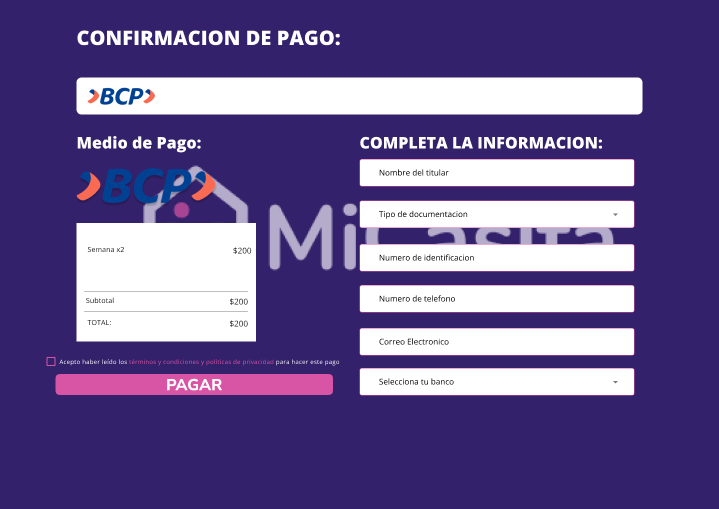 CONFIRMACION DE PAGO:
BCP
Medio de Pago:
BCP
MiCasita
Semana x2 $200
Subtotal $200
TOTAL: $200
Acepto haber leído los términos y condiciones y políticas de privacidad para hacer este pago
PAGAR
COMPLETA LA INFORMACION:
Nombre del titular
Tipo de documentacion
Numero de identificacion
Numero de telefono
Correo Electronico
Selecciona tu banco